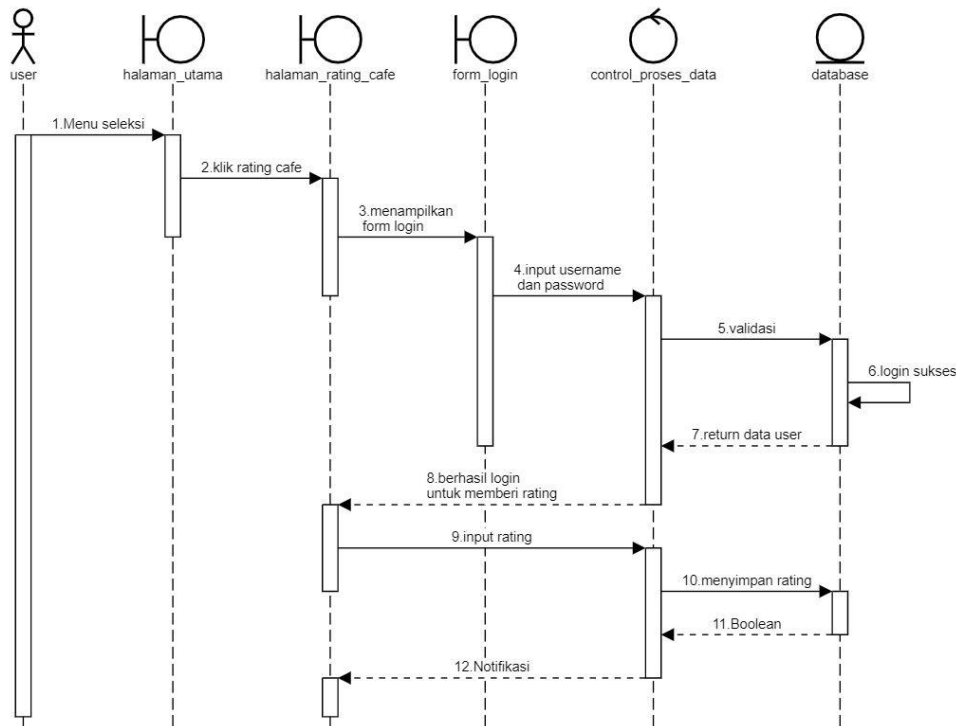 user
halaman_utama
halaman_rating_cafe
form_login
control_proses_data
database
1.Menu seleksi
2.klik rating cafe
3.menampilkan
form login
4.input username
dan password
5.validasi
6.login sukses
7.return data user
8.berhasil login
untuk memberi rating
9.input rating
10.menyimpan rating
11.Boolean
12.Notifikasi